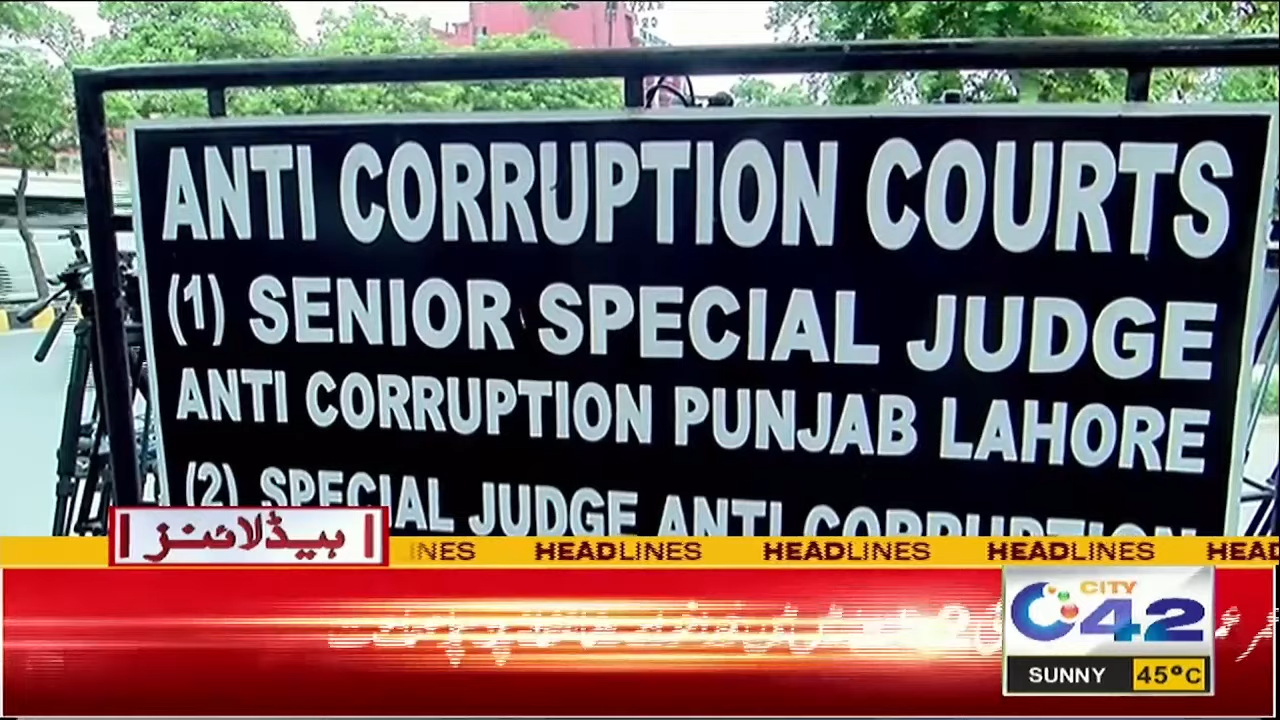 ANTI CORRUPTION COURTS
(1) SENIOR SPECIAL JUDGE
ANTI CORRUPTION PUNJAB LAHORE
(2) SPECIAL JUDGE ANTI CORRUPTION
ہیڈلائنز
INES HEADLINES HEADLINES HEADLINES HEAD
CITY
42
SUNNY 45°C